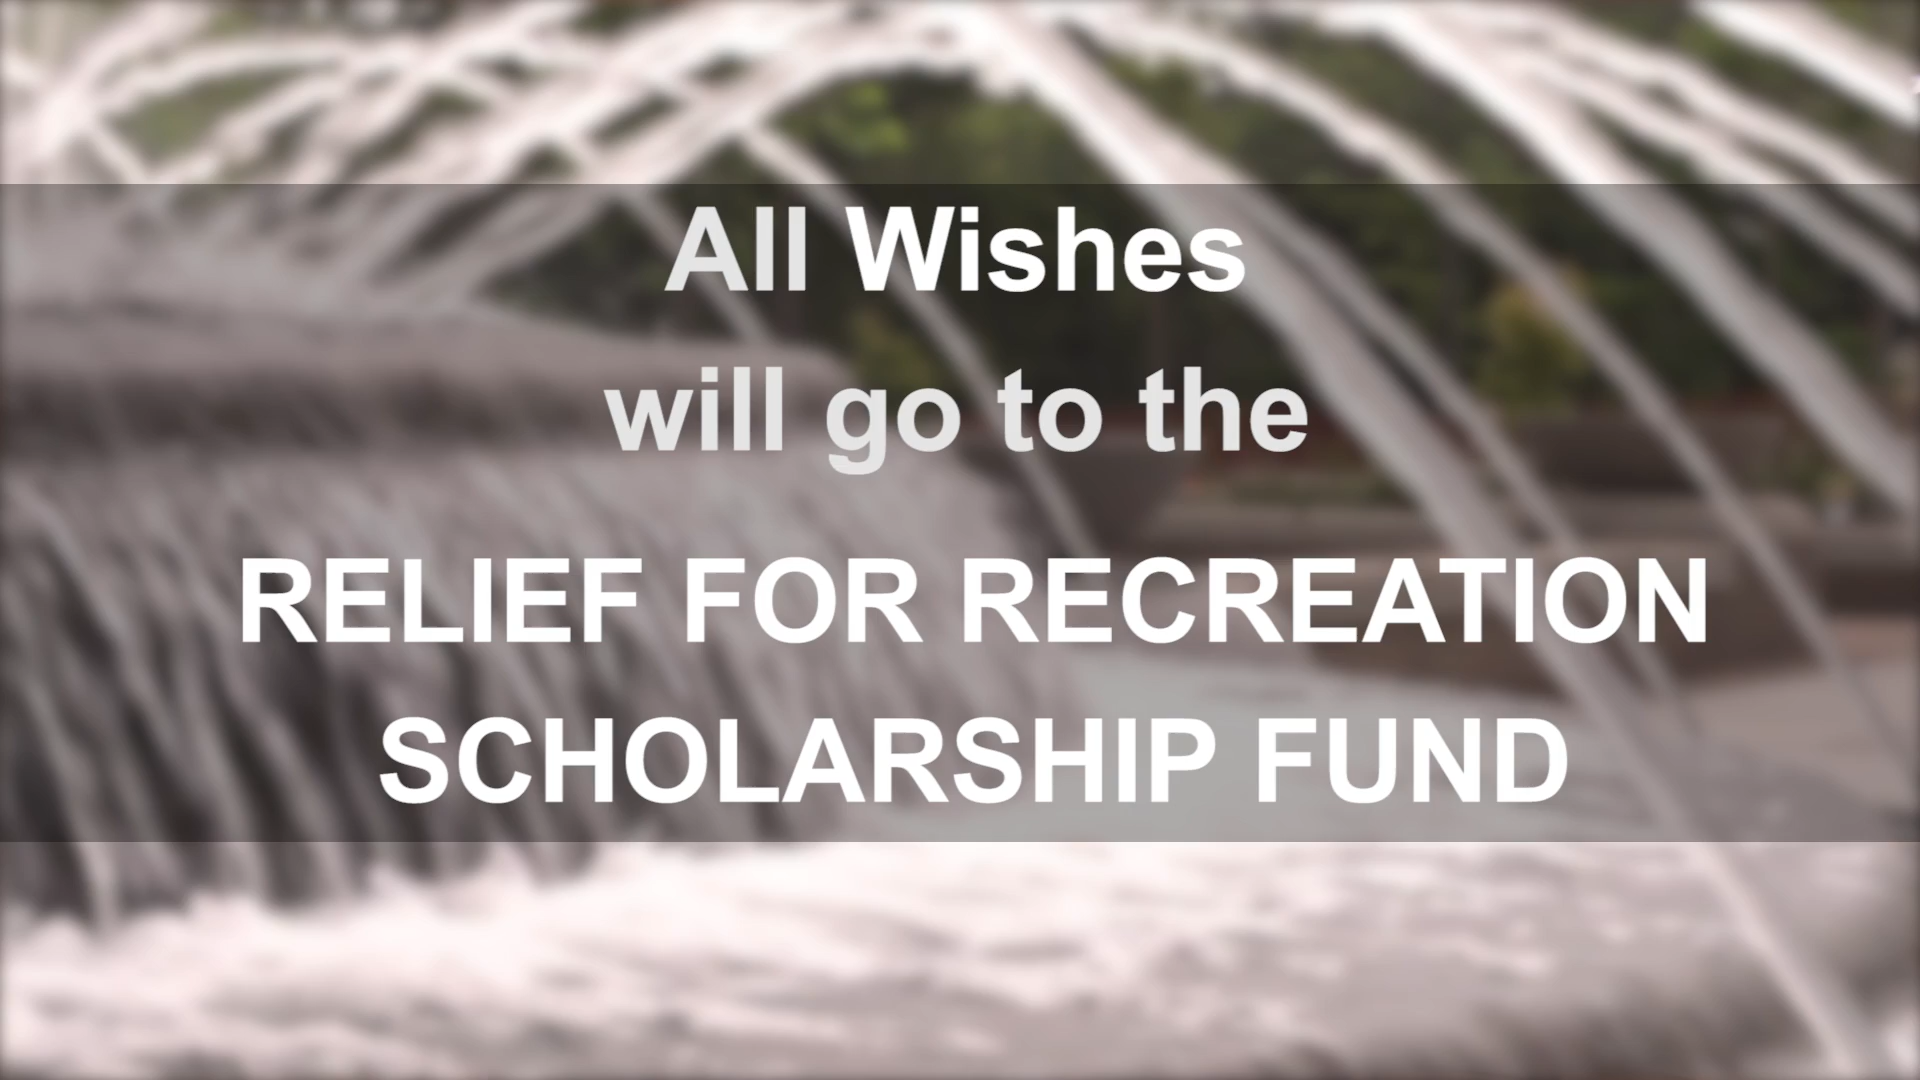 All Wishes
will go to the
RELIEF FOR RECREATION
SCHOLARSHIP FUND